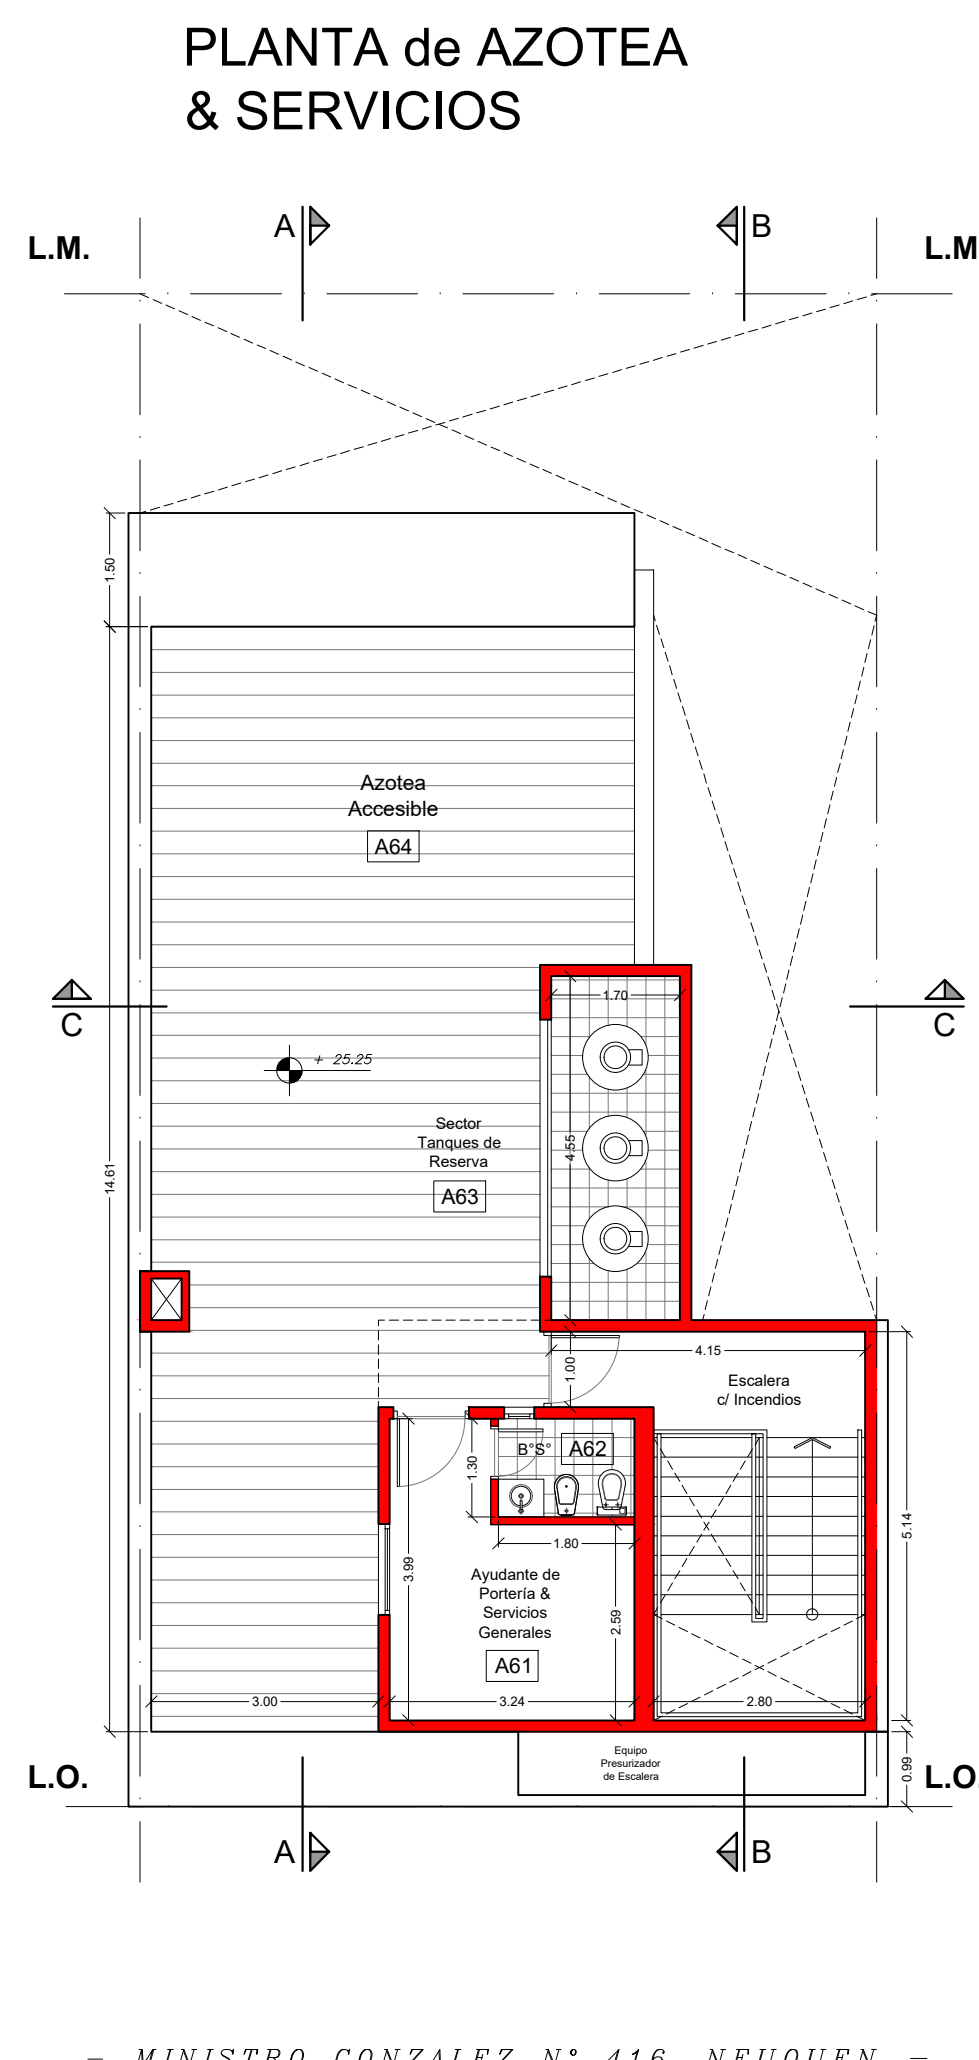 PLANTA de AZOTEA
& SERVICIOS
A
B
L.M.
L.M
1.50
Azotea
Accesible
A64
1.70
C
C
+ 25.25
Sector
Tanques de
Reserva
A63
4.55
14.61
4.15
1.00
Escalera
c/ Incendios
B°S°
A62
1.30
1.80
3.99
5.14
Ayudante de
Portería &
Servicios
Generales
A61
2.59
3.00
3.24
2.80
Equipo
Presurizador
de Escalera
0.99
L.O.
L.O.
A
B
- MINISTRO GONZALEZ N° 416, NEUQUEN -